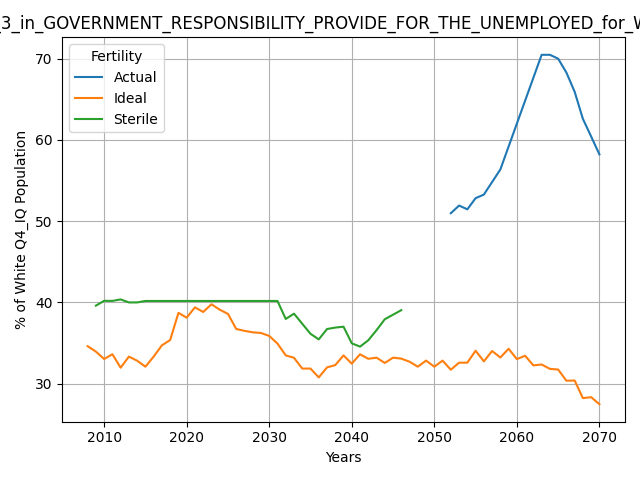 _3_in_GOVERNMENT_RESPONSIBILITY_PROVIDE_FOR_THE_UNEMPLOYED_for_W
Fertility
Actual
Ideal
Sterile
70
60
50
40
30
% of White Q4_IQ Population
2010 2020 2030 2040 2050 2060 2070
Years